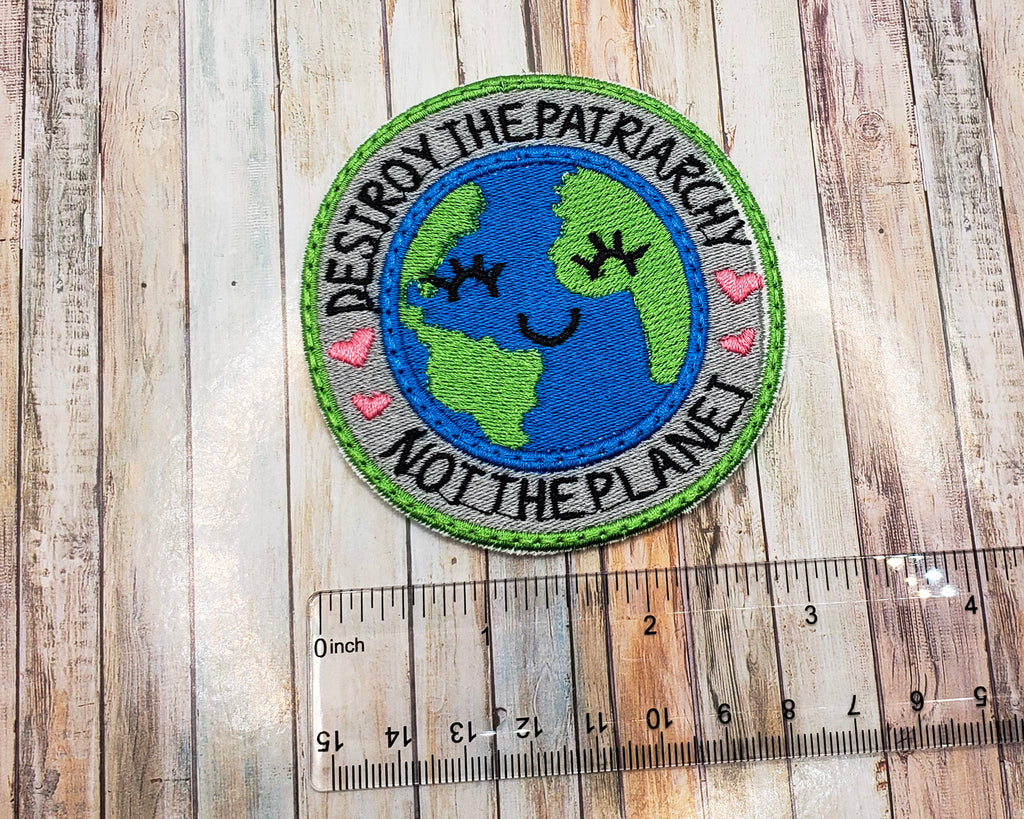 DESTROY THE PATRIARCHY
NOT THE PLANET
0 inch 1 2 3 4
15 14 13 12 11 10 9 8 7 6 5